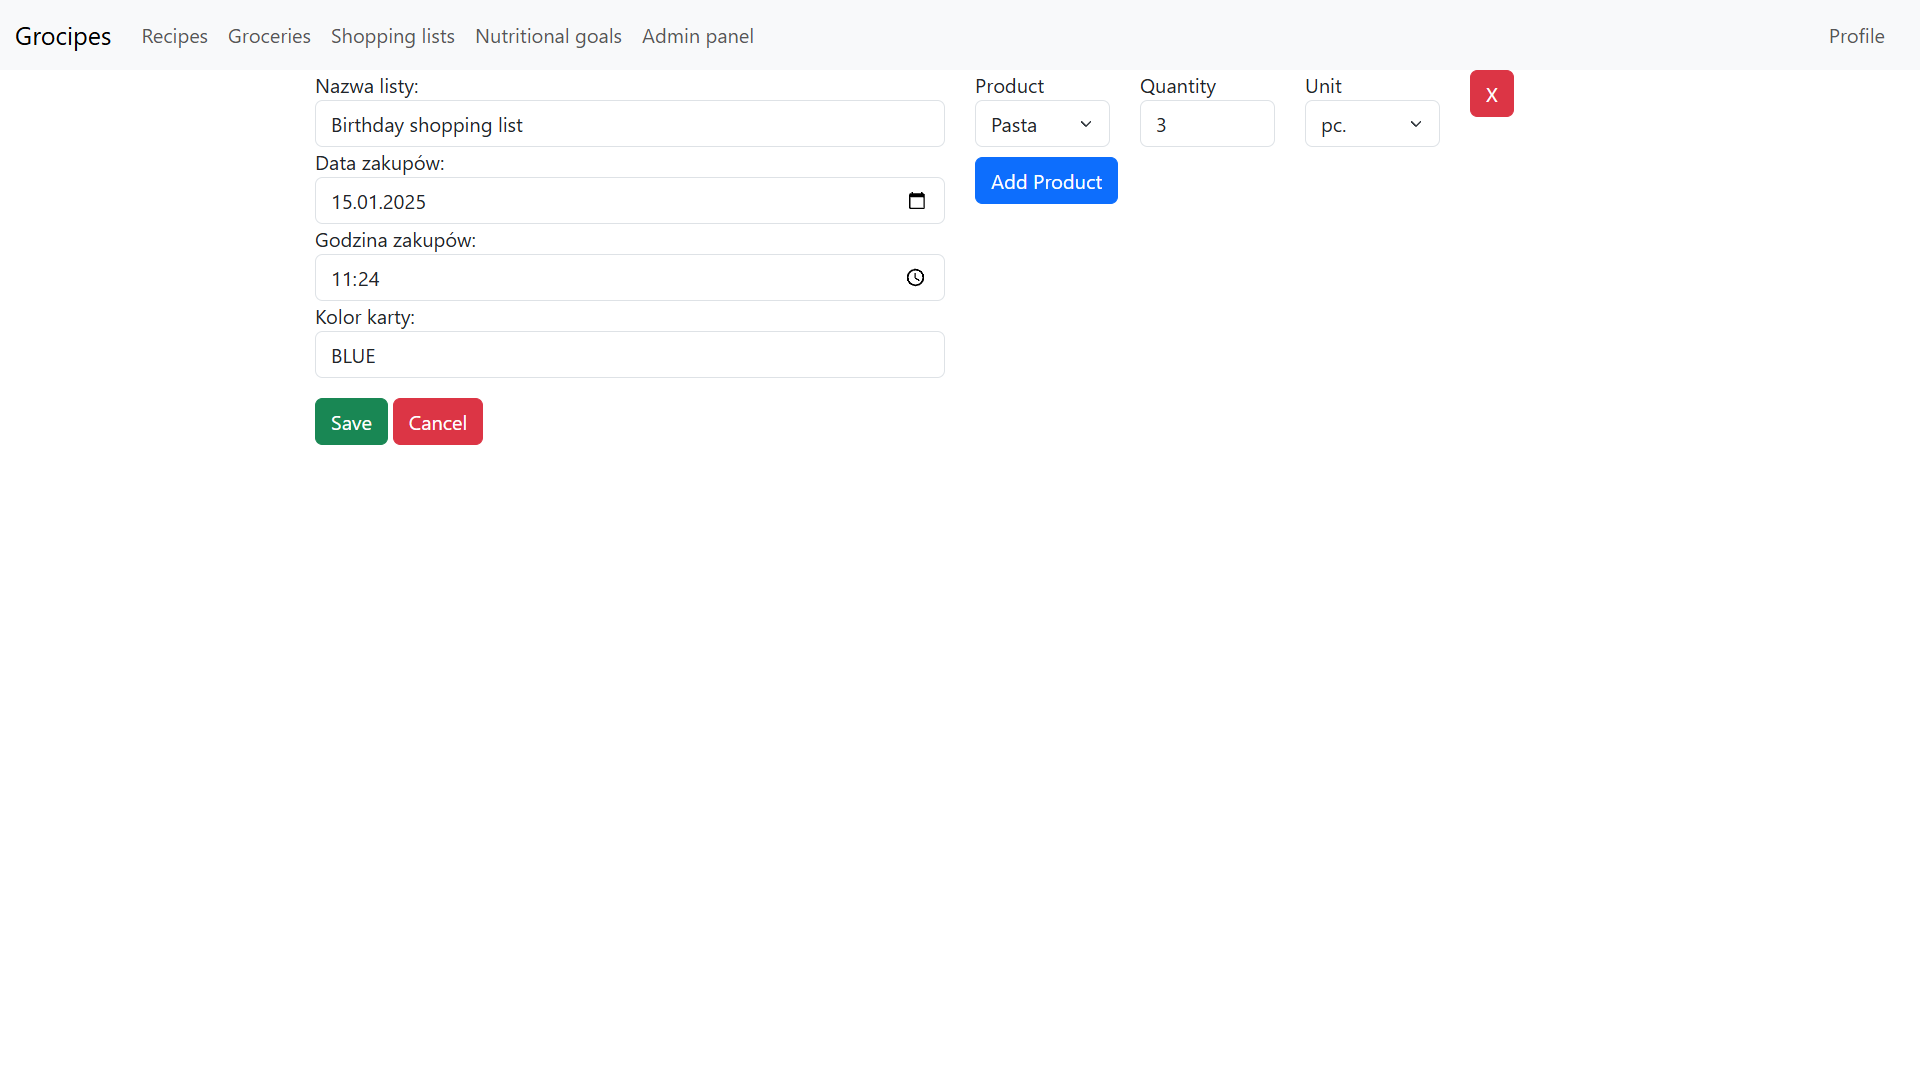 Grocipes Recipes Groceries Shopping lists Nutritional goals Admin panel Profile
Nazwa listy:
Birthday shopping list
Data zakupów:
15.01.2025
Godzina zakupów:
11:24
Kolor karty:
BLUE
Save Cancel
Product Quantity Unit
Pasta 3 pc. X
Add Product